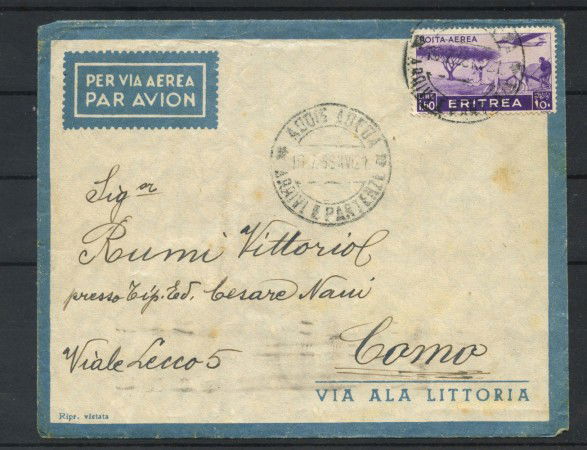 PER VIA AEREA
PAR AVION
POSTA AEREA
ERITREA
ADDIS ABEBA
ARRIVI E PARTENZE
Sig.or
Rumi Vittorio
presso Tip. Ed. Cesare Nani
Viale Lecco 5
Como
VIA ALA LITTORIA
Ripr. vietata